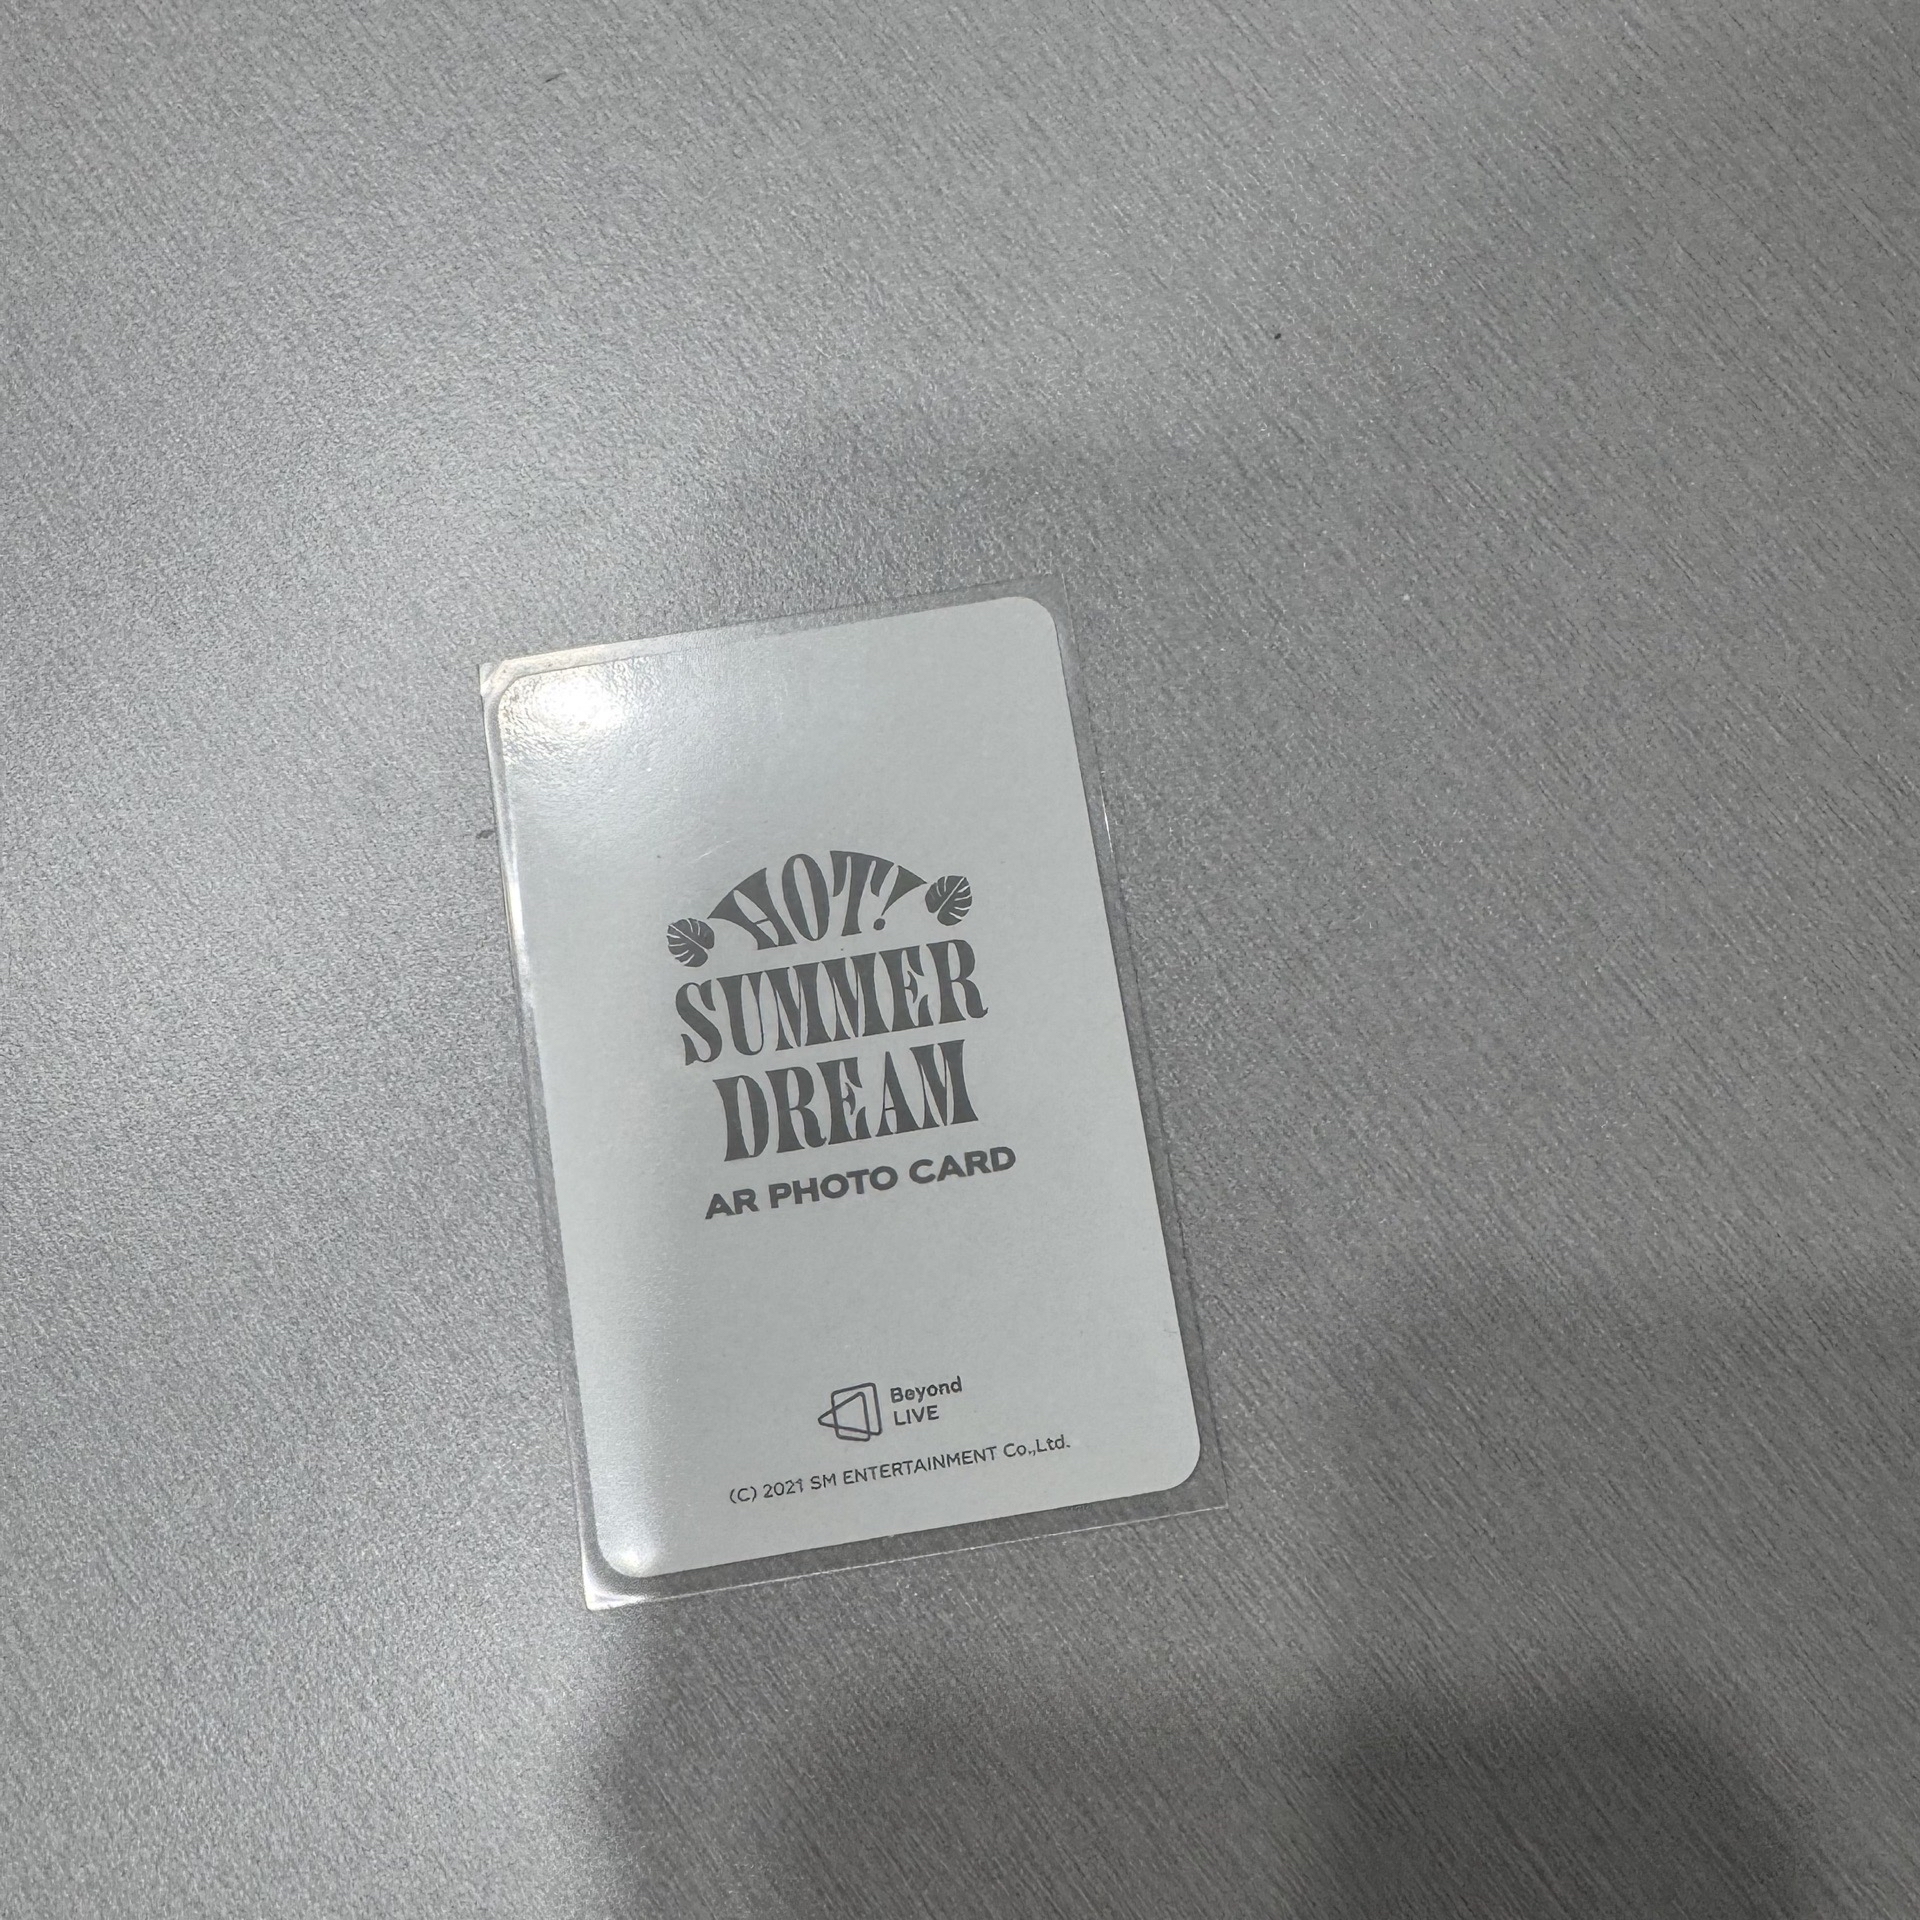 HOT!
SUMMER
DREAM
AR PHOTO CARD
Beyond
LIVE
(C) 2021 SM ENTERTAINMENT Co.,Ltd.